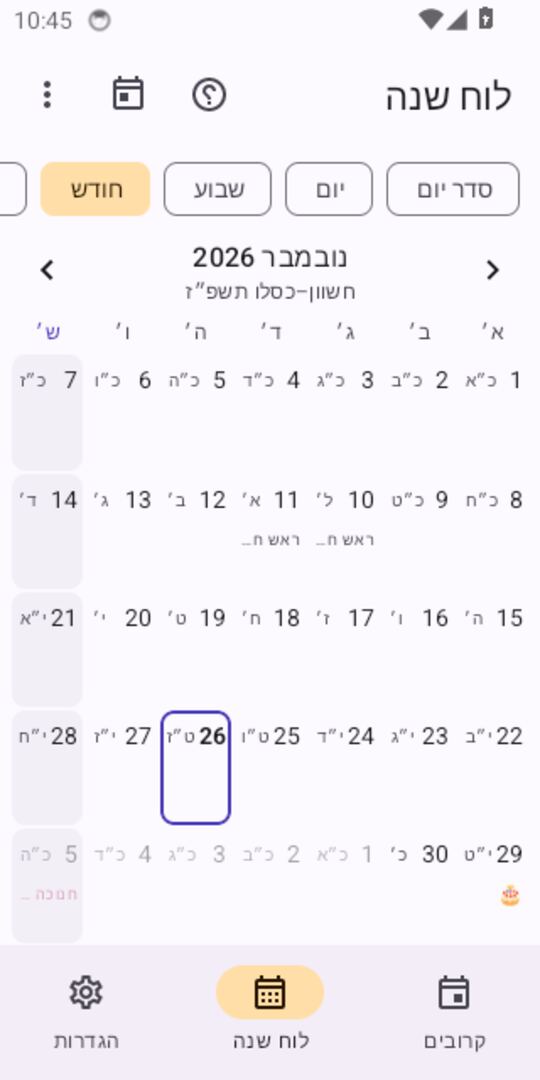 10:45
לוח שנה
סדר יום יום שבוע חודש
נובמבר 2026
חשוון–כסלו תשפ״ז
א׳ ב׳ ג׳ ד׳ ה׳ ו׳ ש׳
1 כ״א 2 כ״ב 3 כ״ג 4 כ״ד 5 כ״ה 6 כ״ו 7 כ״ז
8 כ״ח 9 כ״ט 10 ל׳ 11 א׳ 12 ב׳ 13 ג׳ 14 ד׳
ראש ח… ראש ח…
15 ה׳ 16 ו׳ 17 ז׳ 18 ח׳ 19 ט׳ 20 י׳ 21 י״א
22 י״ב 23 י״ג 24 י״ד 25 ט״ו 26 ט״ז 27 י״ז 28 י״ח
29 י״ט 30 כ׳ 1 כ״א 2 כ״ב 3 כ״ג 4 כ״ד 5 כ״ה
🎂 חנוכה …
קרובים לוח שנה הגדרות